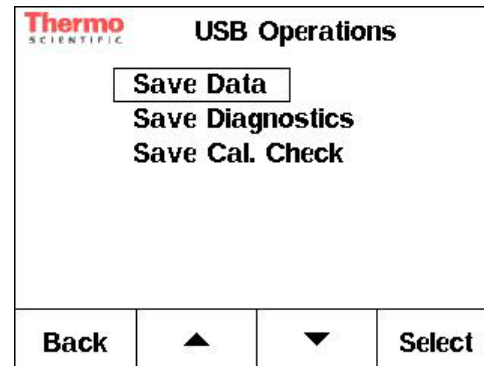 Thermo
SCIENTIFIC
USB Operations
Save Data
Save Diagnostics
Save Cal. Check
Back ▲ ▼ Select